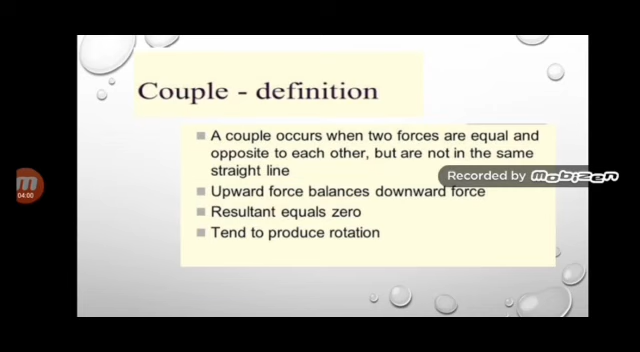 Couple - definition
A couple occurs when two forces are equal and
opposite to each other, but are not in the same
straight line
Recorded by mobizen
Upward force balances downward force
Resultant equals zero
Tend to produce rotation
04:00